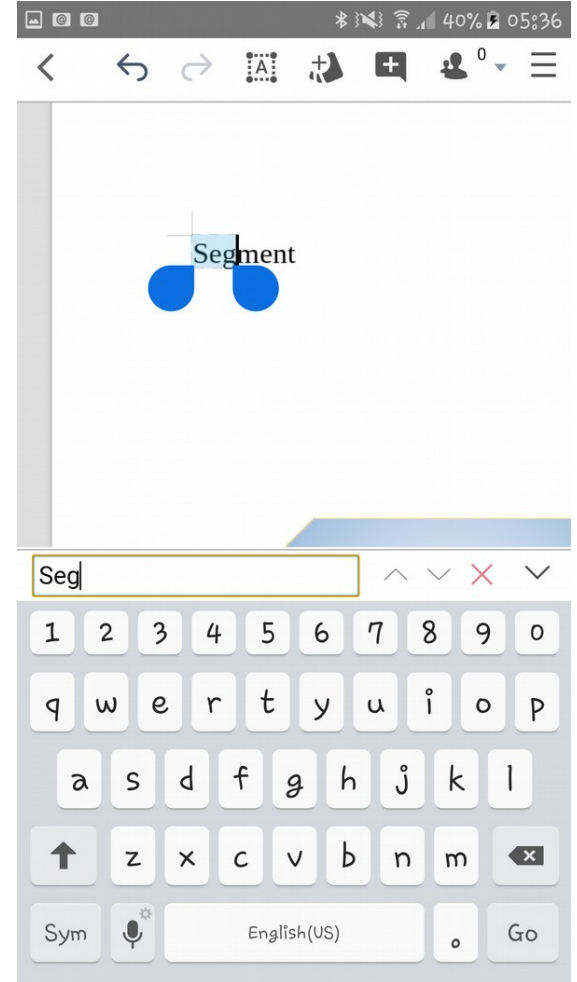 40% 05:36
A 0
Segment
Seg
1 2 3 4 5 6 7 8 9 0
q w e r t y u i o p
a s d f g h j k l
z x c v b n m
Sym English(US) . Go